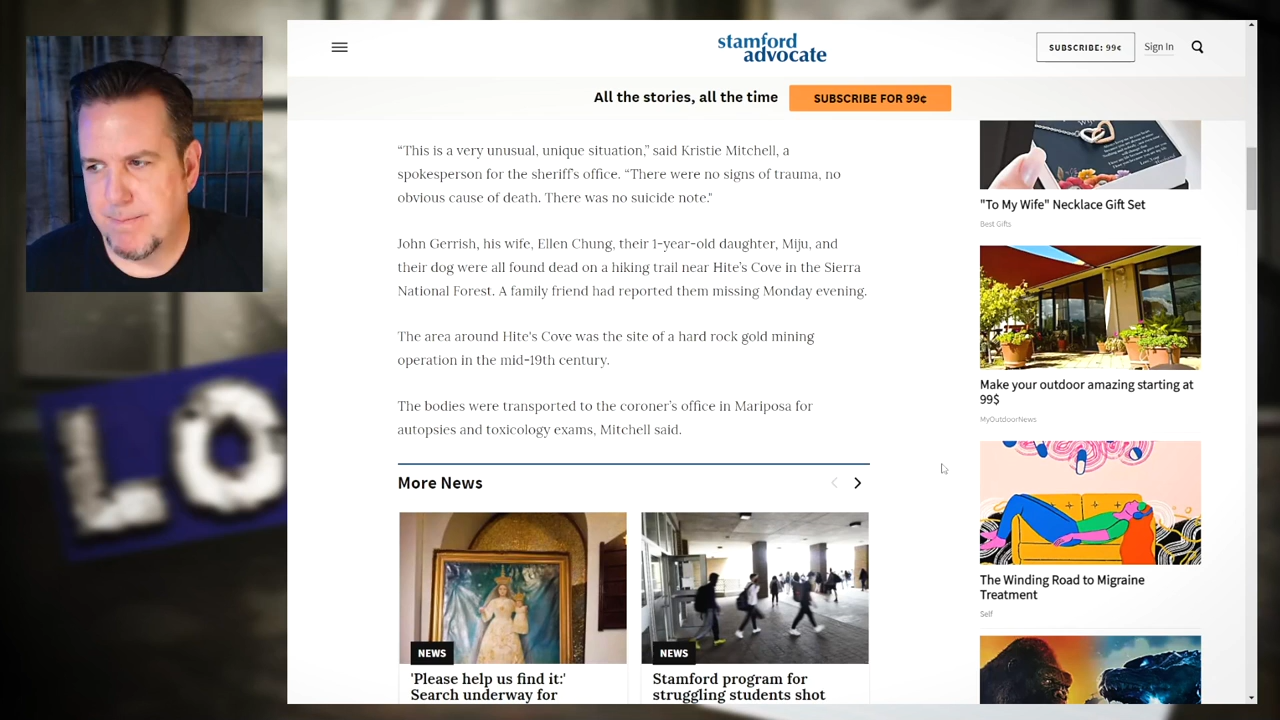 stamford
advocate
SUBSCRIBE: 99¢
Sign In
All the stories, all the time
SUBSCRIBE FOR 99¢
“This is a very unusual, unique situation,” said Kristie Mitchell, a
spokesperson for the sheriff’s office. “There were no signs of trauma, no
obvious cause of death. There was no suicide note."
John Gerrish, his wife, Ellen Chung, their 1-year-old daughter, Miju, and
their dog were all found dead on a hiking trail near Hite’s Cove in the Sierra
National Forest. A family friend had reported them missing Monday evening.
The area around Hite's Cove was the site of a hard rock gold mining
operation in the mid-19th century.
The bodies were transported to the coroner’s office in Mariposa for
autopsies and toxicology exams, Mitchell said.
More News
NEWS
'Please help us find it:'
Search underway for
NEWS
Stamford program for
struggling students shot
"To My Wife" Necklace Gift Set
Best Gifts
Make your outdoor amazing starting at
99$
MyOutdoorNews
The Winding Road to Migraine
Treatment
Self
LO